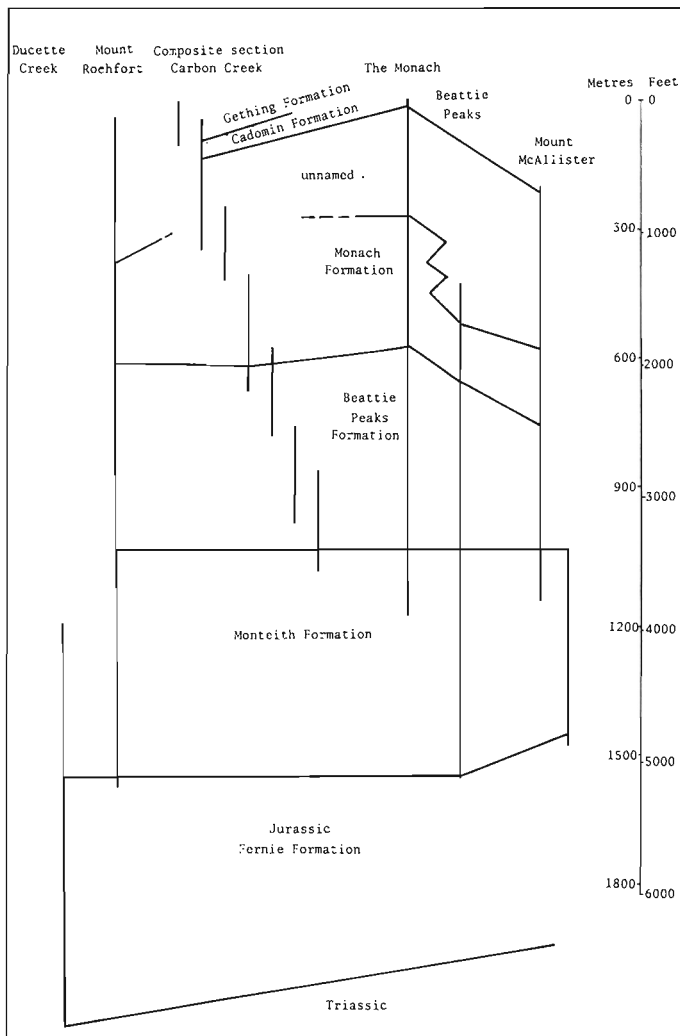 Ducette
Creek
Mount
Rochfort
Composite section
Carbon Creek
The Monach
Beattie
Peaks
Mount
McAllister
Metres Feet
0 0
300 1000
600 2000
900 3000
1200 4000
1500 5000
1800 6000
Gething Formation
Cadomin Formation
unnamed .
Monach
Formation
Beattie
Peaks
Formation
Monteith Formation
Jurassic
Fernie Formation
Triassic